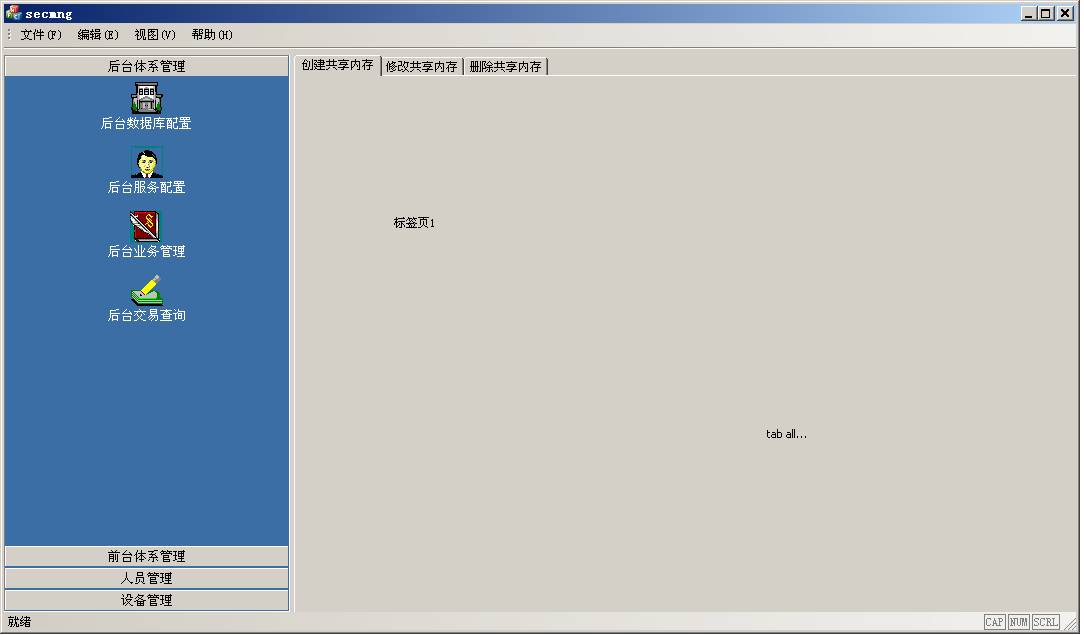 secmng
文件(F) 编辑(E) 视图(V) 帮助(H)
后台体系管理
后台数据库配置
后台服务配置
后台业务管理
后台交易查询
前台体系管理
人员管理
设备管理
创建共享内存 修改共享内存 删除共享内存
标签页1
tab all...
就绪
CAP NUM SCRL